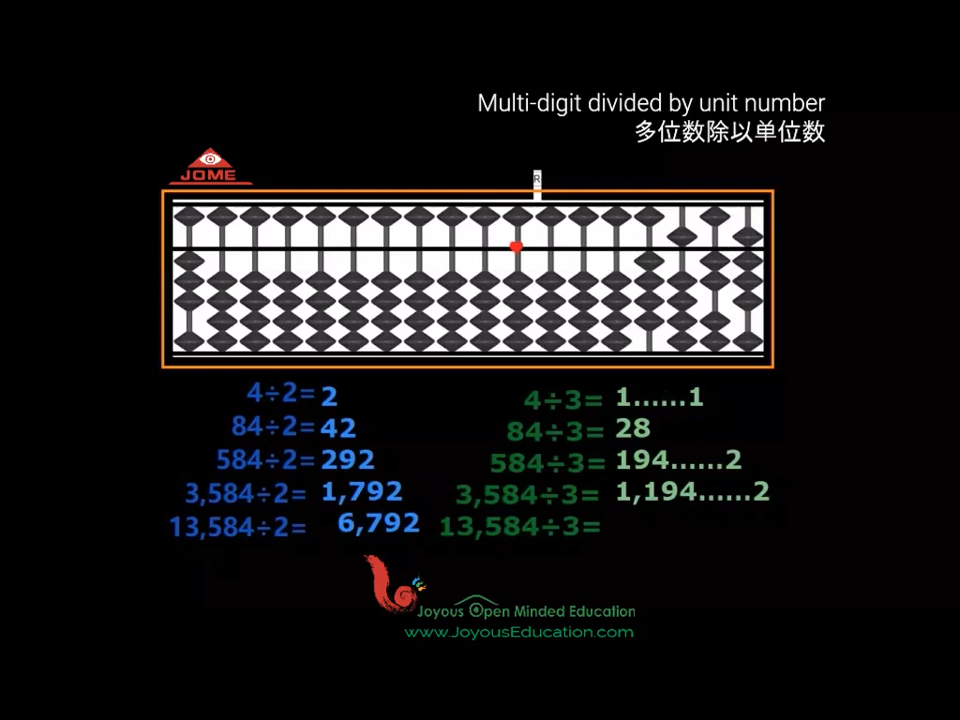 Multi-digit divided by unit number
多位数除以单位数
JOME
R
4÷2= 2
84÷2= 42
584÷2= 292
3,584÷2= 1,792
13,584÷2= 6,792
4÷3= 1......1
84÷3= 28
584÷3= 194......2
3,584÷3= 1,194......2
13,584÷3=
Joyous Open Minded Education
www.JoyousEducation.com